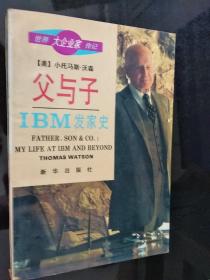 世界大企业家传记
【美】小托马斯·沃森
父与子
IBM发家史
FATHER, SON & CO.:
MY LIFE AT IBM AND BEYOND
THOMAS WATSON
新华出版社